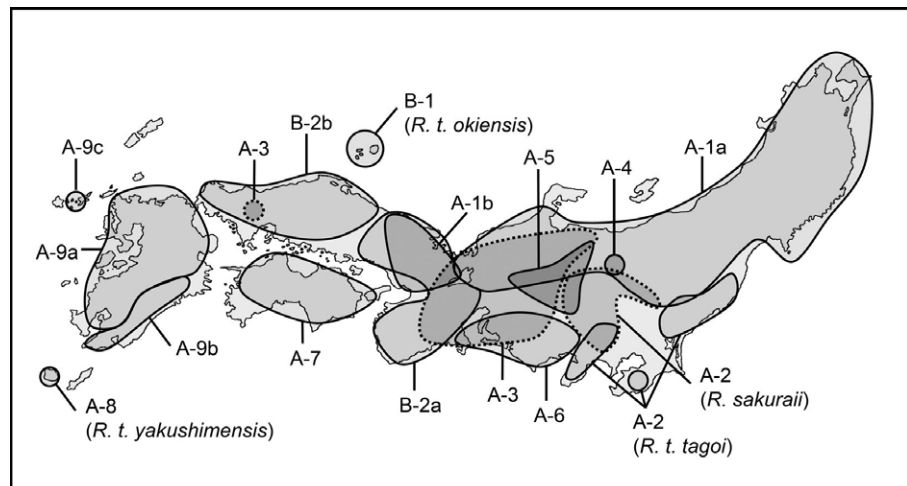 B-1
(R. t. okiensis)
B-2b
A-3
A-9c
A-5
A-4
A-1a
A-1b
A-9a
A-9b
A-7
A-8
(R. t. yakushimensis)
B-2a
A-3
A-6
A-2
(R. sakuraii)
A-2
(R. t. tagoi)